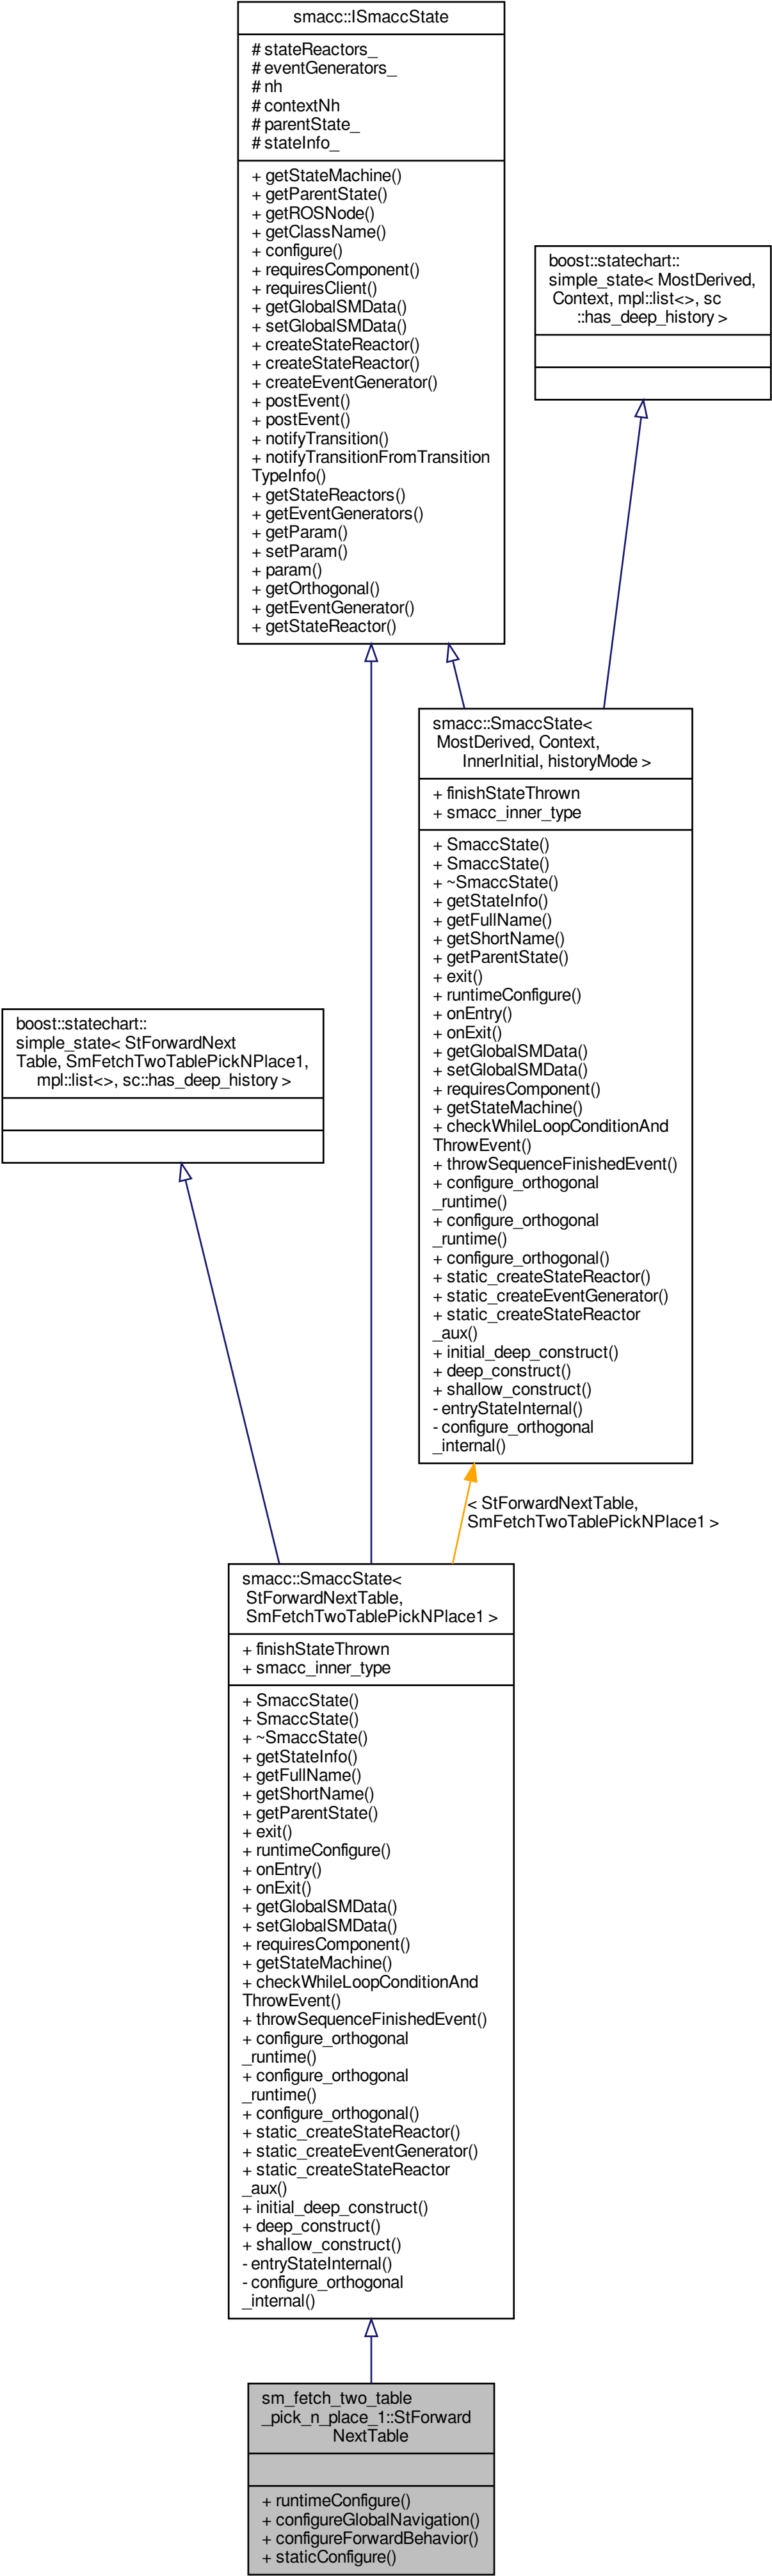 smacc::ISmaccState
# stateReactors_
# eventGenerators_
# nh
# contextNh
# parentState_
# stateInfo_
+ getStateMachine()
+ getParentState()
+ getROSNode()
+ getClassName()
+ configure()
+ requiresComponent()
+ requiresClient()
+ getGlobalSMData()
+ setGlobalSMData()
+ createStateReactor()
+ createStateReactor()
+ createEventGenerator()
+ postEvent()
+ postEvent()
+ notifyTransition()
+ notifyTransitionFromTransition
TypeInfo()
+ getStateReactors()
+ getEventGenerators()
+ getParam()
+ setParam()
+ param()
+ getOrthogonal()
+ getEventGenerator()
+ getStateReactor()
boost::statechart::
simple_state< MostDerived,
Context, mpl::list<>, sc
::has_deep_history >
smacc::SmaccState<
MostDerived, Context,
InnerInitial, historyMode >
+ finishStateThrown
+ smacc_inner_type
+ SmaccState()
+ SmaccState()
+ ~SmaccState()
+ getStateInfo()
+ getFullName()
+ getShortName()
+ getParentState()
+ exit()
+ runtimeConfigure()
+ onEntry()
+ onExit()
+ getGlobalSMData()
+ setGlobalSMData()
+ requiresComponent()
+ getStateMachine()
+ checkWhileLoopConditionAnd
ThrowEvent()
+ throwSequenceFinishedEvent()
+ configure_orthogonal
_runtime()
+ configure_orthogonal
_runtime()
+ configure_orthogonal()
+ static_createStateReactor()
+ static_createEventGenerator()
+ static_createStateReactor
_aux()
+ initial_deep_construct()
+ deep_construct()
+ shallow_construct()
- entryStateInternal()
- configure_orthogonal
_internal()
boost::statechart::
simple_state< StForwardNext
Table, SmFetchTwoTablePickNPlace1,
mpl::list<>, sc::has_deep_history >
< StForwardNextTable,
SmFetchTwoTablePickNPlace1 >
smacc::SmaccState<
StForwardNextTable,
SmFetchTwoTablePickNPlace1 >
+ finishStateThrown
+ smacc_inner_type
+ SmaccState()
+ SmaccState()
+ ~SmaccState()
+ getStateInfo()
+ getFullName()
+ getShortName()
+ getParentState()
+ exit()
+ runtimeConfigure()
+ onEntry()
+ onExit()
+ getGlobalSMData()
+ setGlobalSMData()
+ requiresComponent()
+ getStateMachine()
+ checkWhileLoopConditionAnd
ThrowEvent()
+ throwSequenceFinishedEvent()
+ configure_orthogonal
_runtime()
+ configure_orthogonal
_runtime()
+ configure_orthogonal()
+ static_createStateReactor()
+ static_createEventGenerator()
+ static_createStateReactor
_aux()
+ initial_deep_construct()
+ deep_construct()
+ shallow_construct()
- entryStateInternal()
- configure_orthogonal
_internal()
sm_fetch_two_table
_pick_n_place_1::StForward
NextTable
+ runtimeConfigure()
+ configureGlobalNavigation()
+ configureForwardBehavior()
+ staticConfigure()